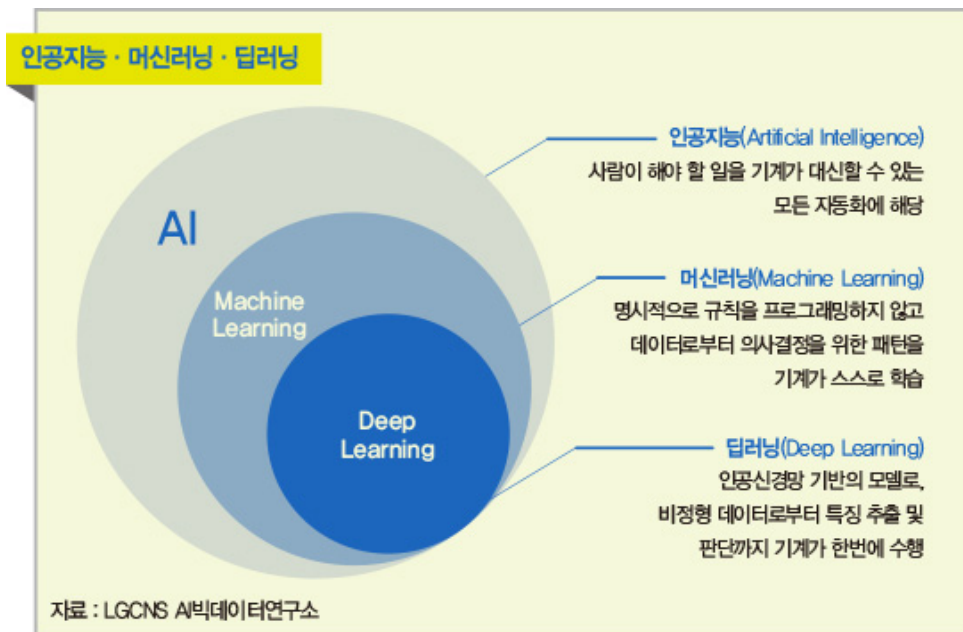 인공지능 · 머신러닝 · 딥러닝
AI
Machine
Learning
Deep
Learning
인공지능(Artificial Intelligence)
사람이 해야 할 일을 기계가 대신할 수 있는
모든 자동화에 해당
머신러닝(Machine Learning)
명시적으로 규칙을 프로그래밍하지 않고
데이터로부터 의사결정을 위한 패턴을
기계가 스스로 학습
딥러닝(Deep Learning)
인공신경망 기반의 모델로,
비정형 데이터로부터 특징 추출 및
판단까지 기계가 한번에 수행
자료 : LGCNS AI빅데이터연구소